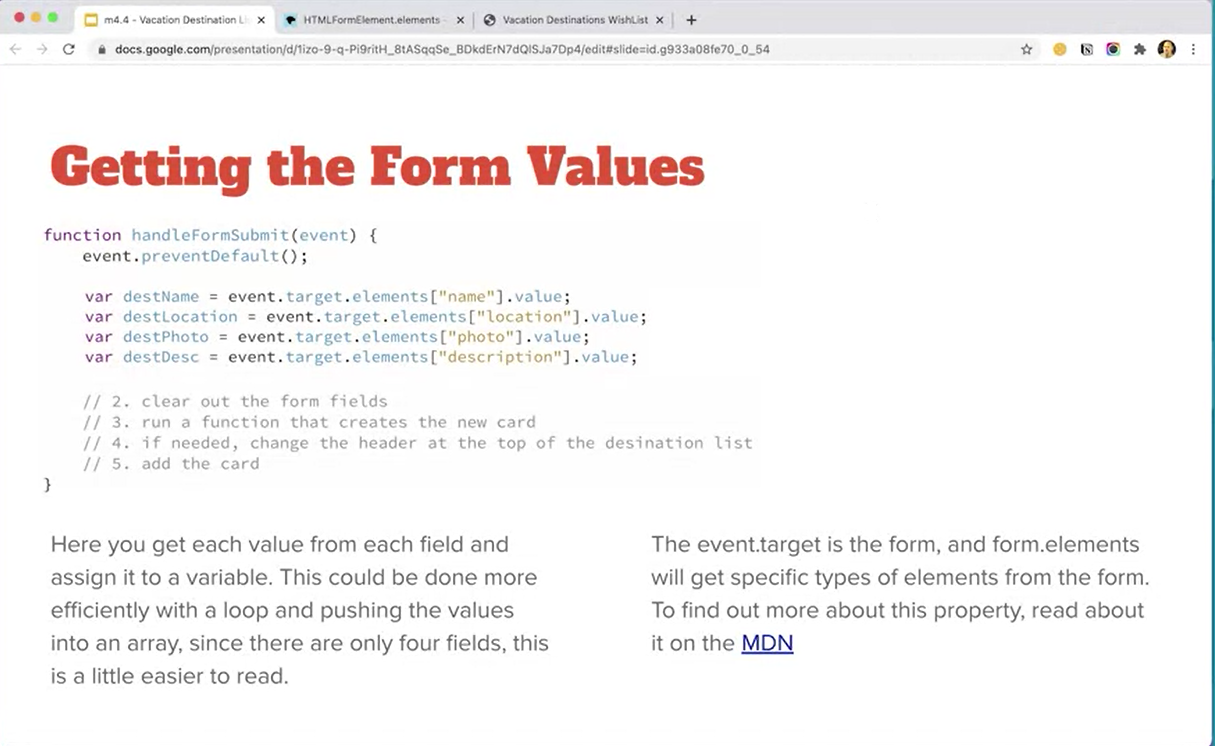 m4.4 - Vacation Destination Li
HTMLFormElement.elements
Vacation Destinations WishList
docs.google.com/presentation/d/1izo-9-q-Pi9ritH_8tASqqSe_BDkdErN7dQISJa7Dp4/edit#slide=id.g933a08fe70_0_54
Getting the Form Values
function handleFormSubmit(event) {
    event.preventDefault();
    var destName = event.target.elements["name"].value;
    var destLocation = event.target.elements["location"].value;
    var destPhoto = event.target.elements["photo"].value;
    var destDesc = event.target.elements["description"].value;
    // 2. clear out the form fields
    // 3. run a function that creates the new card
    // 4. if needed, change the header at the top of the desination list
    // 5. add the card
}
Here you get each value from each field and
assign it to a variable. This could be done more
efficiently with a loop and pushing the values
into an array, since there are only four fields, this
is a little easier to read.
The event.target is the form, and form.elements
will get specific types of elements from the form.
To find out more about this property, read about
it on the MDN